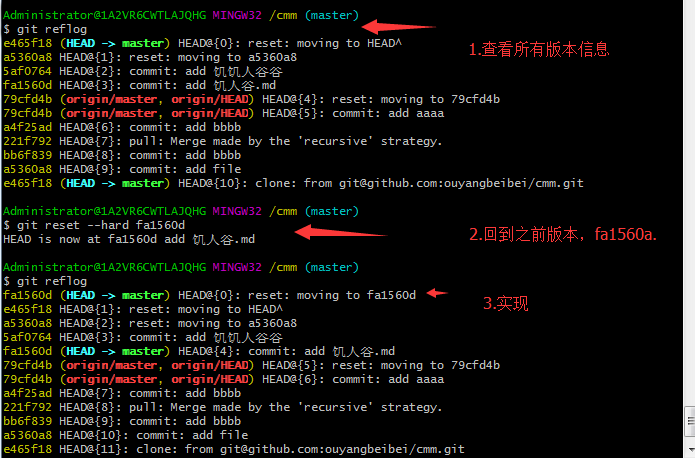 Administrator@1A2VR6CWTLAJQHG MINGW32 /cmm (master)
$ git reflog
e465f18 (HEAD -> master) HEAD@{0}: reset: moving to HEAD^
1.查看所有版本信息
a5360a8 HEAD@{1}: reset: moving to a5360a8
5af0764 HEAD@{2}: commit: add 饥饥人谷谷
fa1560d HEAD@{3}: commit: add 饥人谷.md
79cfd4b (origin/master, origin/HEAD) HEAD@{4}: reset: moving to 79cfd4b
79cfd4b (origin/master, origin/HEAD) HEAD@{5}: commit: add aaaa
a4f25ad HEAD@{6}: commit: add bbbb
221f792 HEAD@{7}: pull: Merge made by the 'recursive' strategy.
bb6f839 HEAD@{8}: commit: add bbbb
a5360a8 HEAD@{9}: commit: add file
e465f18 (HEAD -> master) HEAD@{10}: clone: from git@github.com:ouyangbeibei/cmm.git
Administrator@1A2VR6CWTLAJQHG MINGW32 /cmm (master)
$ git reset --hard fa1560d
2.回到之前版本，fa1560a.
HEAD is now at fa1560d add 饥人谷.md
Administrator@1A2VR6CWTLAJQHG MINGW32 /cmm (master)
$ git reflog
fa1560d (HEAD -> master) HEAD@{0}: reset: moving to fa1560d
3.实现
e465f18 HEAD@{1}: reset: moving to HEAD^
a5360a8 HEAD@{2}: reset: moving to a5360a8
5af0764 HEAD@{3}: commit: add 饥饥人谷谷
fa1560d (HEAD -> master) HEAD@{4}: commit: add 饥人谷.md
79cfd4b (origin/master, origin/HEAD) HEAD@{5}: reset: moving to 79cfd4b
79cfd4b (origin/master, origin/HEAD) HEAD@{6}: commit: add aaaa
a4f25ad HEAD@{7}: commit: add bbbb
221f792 HEAD@{8}: pull: Merge made by the 'recursive' strategy.
bb6f839 HEAD@{9}: commit: add bbbb
a5360a8 HEAD@{10}: commit: add file
e465f18 HEAD@{11}: clone: from git@github.com:ouyangbeibei/cmm.git